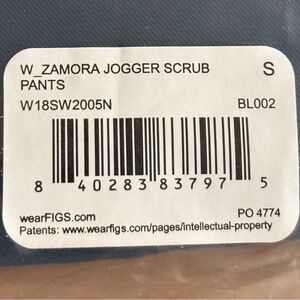 W_ZAMORA JOGGER SCRUB S
PANTS
W18SW2005N BL002
8 40283 83797 5
wearFIGS.com PO 4774
Patents: www.wearfigs.com/pages/intellectual-property